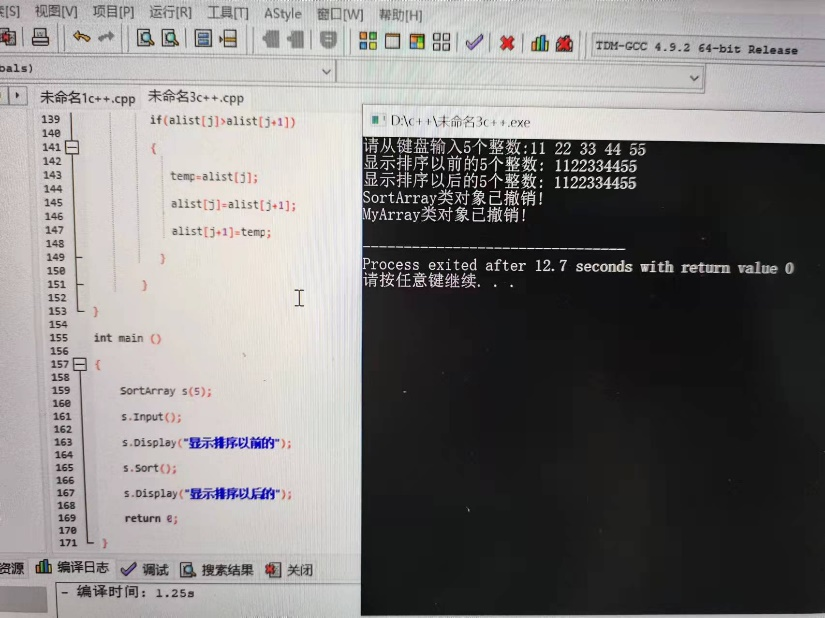 视图[V] 项目[P] 运行[R] 工具[T] AStyle 窗口[W] 帮助[H]
TDM-GCC 4.9.2 64-bit Release
bals)
未命名1c++.cpp 未命名3c++.cpp
139 if(alist[j]>alist[j+1])
140
141 {
142
143 temp=alist[j];
144
145 alist[j]=alist[j+1];
146
147 alist[j+1]=temp;
148
149 }
150
151 }
152
153 }
154
155 int main ()
156
157 {
158
159 SortArray s(5);
160
161 s.Input();
162
163 s.Display("显示排序以前的");
164
165 s.Sort();
166
167 s.Display("显示排序以后的");
168
169 return 0;
170
171 }
D:\c++\未命名3c++.exe
请从键盘输入5个整数:11 22 33 44 55
显示排序以前的5个整数: 1122334455
显示排序以后的5个整数: 1122334455
SortArray类对象已撤销!
MyArray类对象已撤销!
--------------------------------
Process exited after 12.7 seconds with return value 0
请按任意键继续. . .
资源 编译日志 调试 搜索结果 关闭
- 编译时间: 1.25s